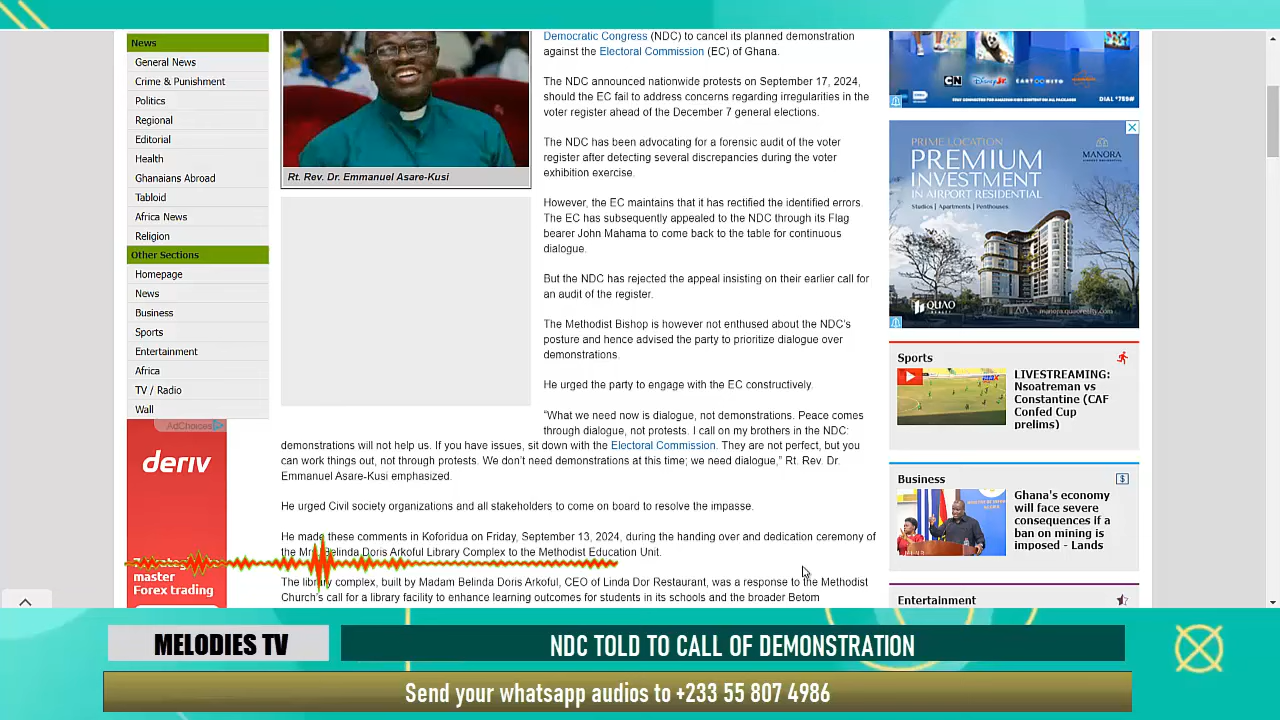 News
General News
Crime & Punishment
Politics
Regional
Editorial
Health
Ghanaians Abroad
Tabloid
Africa News
Religion
Other Sections
Homepage
News
Business
Sports
Entertainment
Africa
TV / Radio
Wall
AdChoices
deriv
master
Forex trading
Rt. Rev. Dr. Emmanuel Asare-Kusi
Democratic Congress (NDC) to cancel its planned demonstration
against the Electoral Commission (EC) of Ghana.
The NDC announced nationwide protests on September 17, 2024,
should the EC fail to address concerns regarding irregularities in the
voter register ahead of the December 7 general elections.
The NDC has been advocating for a forensic audit of the voter
register after detecting several discrepancies during the voter
exhibition exercise.
However, the EC maintains that it has rectified the identified errors.
The EC has subsequently appealed to the NDC through its Flag
bearer John Mahama to come back to the table for continuous
dialogue.
But the NDC has rejected the appeal insisting on their earlier call for
an audit of the register.
The Methodist Bishop is however not enthused about the NDC's
posture and hence advised the party to prioritize dialogue over
demonstrations.
He urged the party to engage with the EC constructively.
"What we need now is dialogue, not demonstrations. Peace comes
through dialogue, not protests. I call on my brothers in the NDC:
demonstrations will not help us. If you have issues, sit down with the Electoral Commission. They are not perfect, but you
can work things out, not through protests. We don't need demonstrations at this time; we need dialogue," Rt. Rev. Dr.
Emmanuel Asare-Kusi emphasized.
He urged Civil society organizations and all stakeholders to come on board to resolve the impasse.
He made these comments in Koforidua on Friday, September 13, 2024, during the handing over and dedication ceremony of
the Mrs Belinda Doris Arkoful Library Complex to the Methodist Education Unit.
The library complex, built by Madam Belinda Doris Arkoful, CEO of Linda Dor Restaurant, was a response to the Methodist
Church's call for a library facility to enhance learning outcomes for students in its schools and the broader Betom
CN
DIAL *759#
PRIME LOCATION
PREMIUM
INVESTMENT
IN AIRPORT RESIDENTIAL
Studios | Apartments | Penthouses
MANORA
QUAO
REALTY
manora.quaorealty.com
Sports
LIVESTREAMING:
Nsoatreman vs
Constantine (CAF
Confed Cup
prelims)
Business
Ghana's economy
will face severe
consequences if a
ban on mining is
imposed - Lands
Entertainment
MELODIES TV
NDC TOLD TO CALL OF DEMONSTRATION
Send your whatsapp audios to +233 55 807 4986